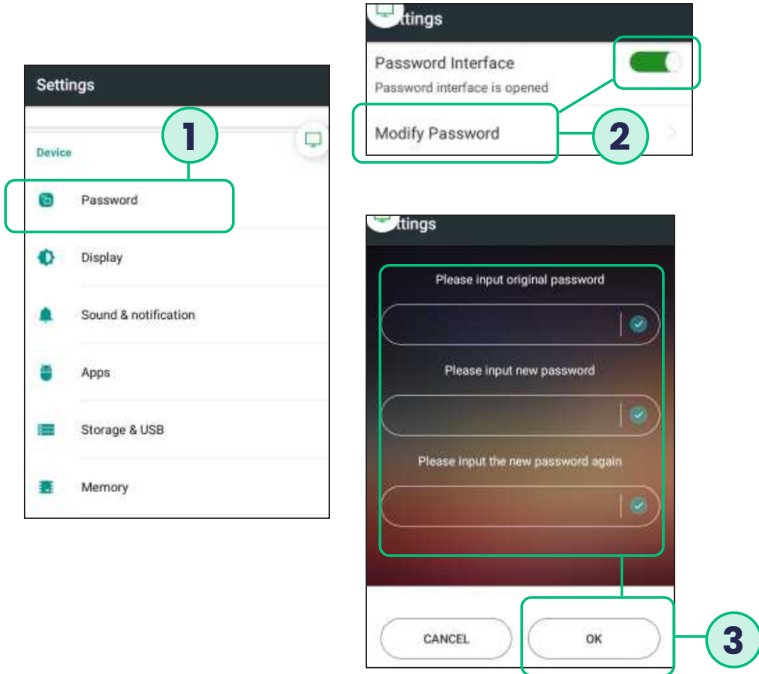 Settings
1
Device
Password
Display
Sound & notification
Apps
Storage & USB
Memory
ttings
Password Interface
Password interface is opened
Modify Password
2
ttings
Please input original password
Please input new password
Please input the new password again
CANCEL
OK
3